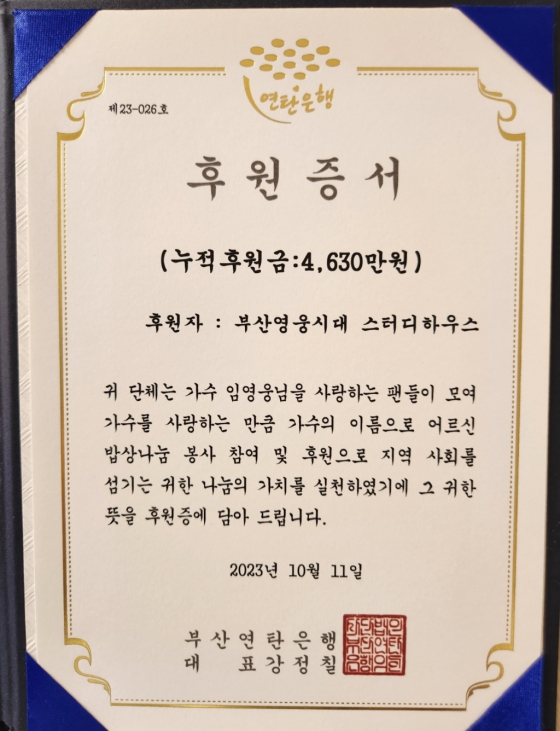 연탄은행
제23-026호
후원증서
(누적후원금:4,630만원)
후원자 : 부산영웅시대 스터디하우스
귀 단체는 가수 임영웅님을 사랑하는 팬들이 모여
가수를 사랑하는 만큼 가수의 이름으로 어르신
밥상나눔 봉사 참여 및 후원으로 지역 사회를
섬기는 귀한 나눔의 가치를 실천하였기에 그 귀한
뜻을 후원증에 담아 드립니다.
2023년 10월 11일
부산연탄은행
대 표강정칠